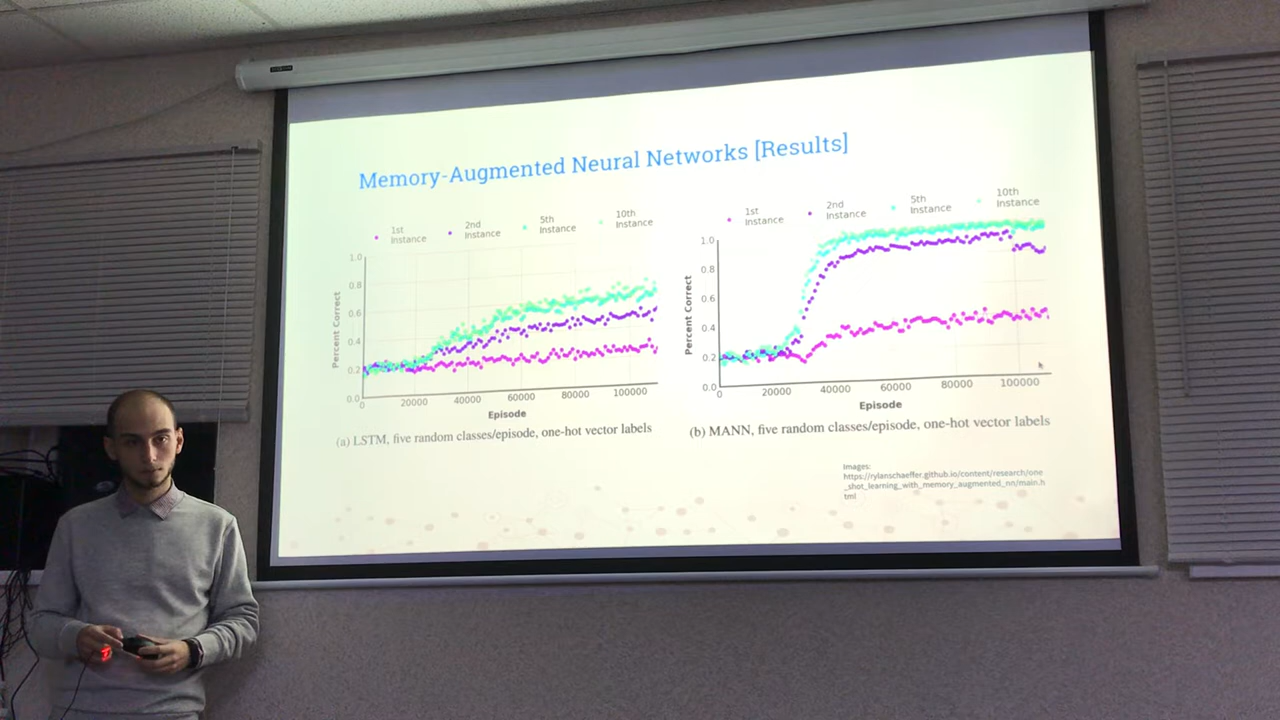 Memory-Augmented Neural Networks [Results]
1st Instance
2nd Instance
5th Instance
10th Instance
1.0
0.8
0.6
0.4
0.2
0.0
Percent Correct
0 20000 40000 60000 80000 100000
Episode
(a) LSTM, five random classes/episode, one-hot vector labels
1st Instance
2nd Instance
5th Instance
10th Instance
1.0
0.8
0.6
0.4
0.2
0.0
Percent Correct
0 20000 40000 60000 80000 100000
Episode
(b) MANN, five random classes/episode, one-hot vector labels
Images:
https://rylanschaeffer.github.io/content/research/one
_shot_learning_with_memory_augmented_nn/main.h
tml